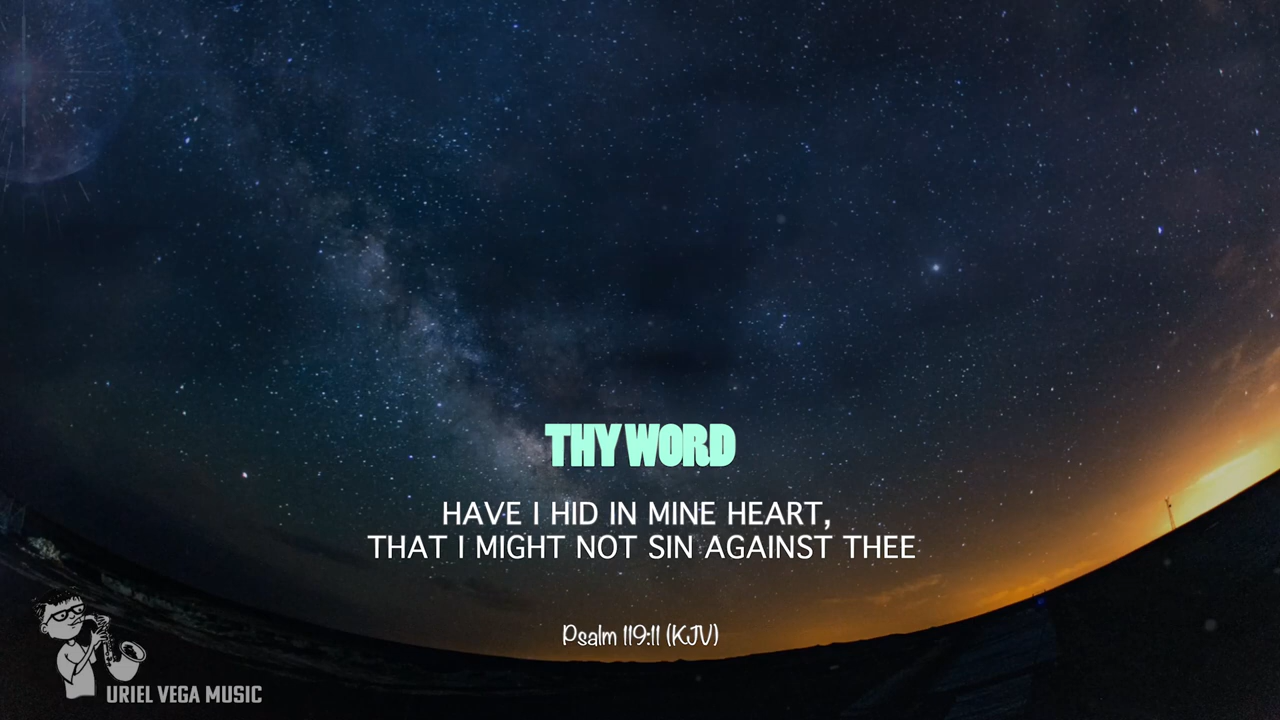 THY WORD
HAVE I HID IN MINE HEART,
THAT I MIGHT NOT SIN AGAINST THEE
Psalm 119:11 (KJV)
URIEL VEGA MUSIC